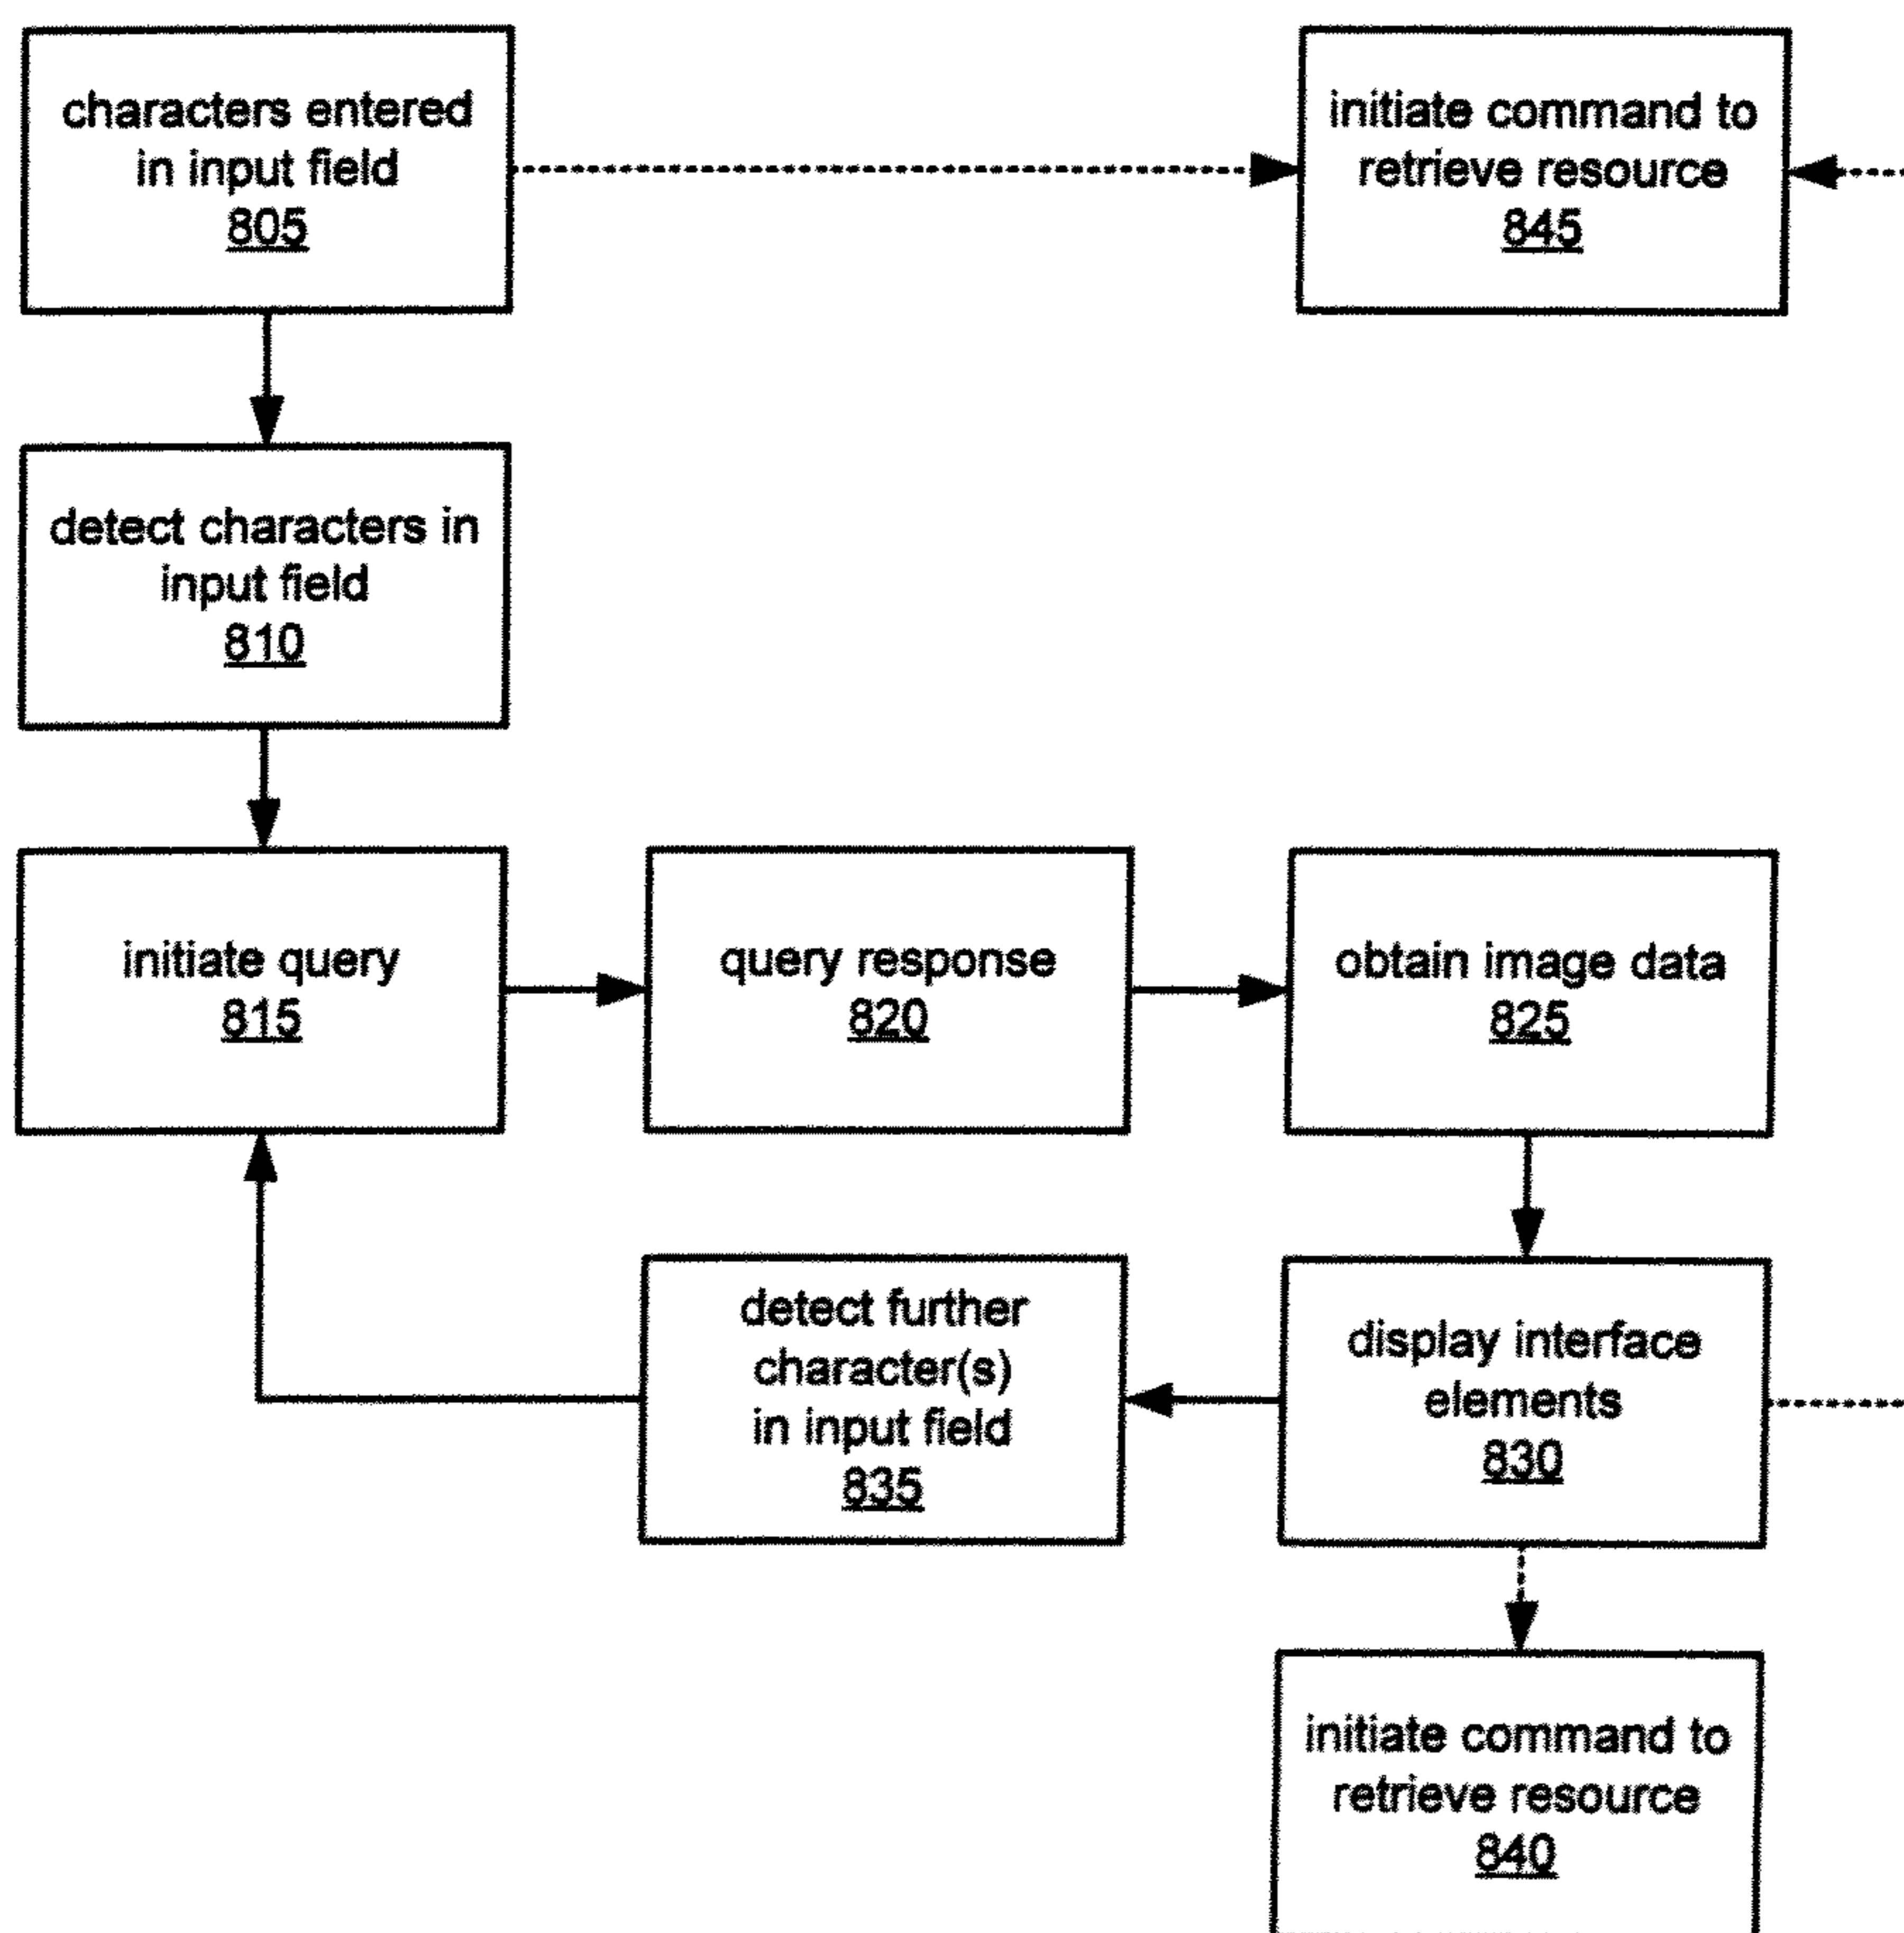 characters entered
in input field
805
initiate command to
retrieve resource
845
detect characters in
input field
810
initiate query
815
query response
820
obtain image data
825
detect further
character(s)
in input field
835
display interface
elements
830
initiate command to
retrieve resource
840